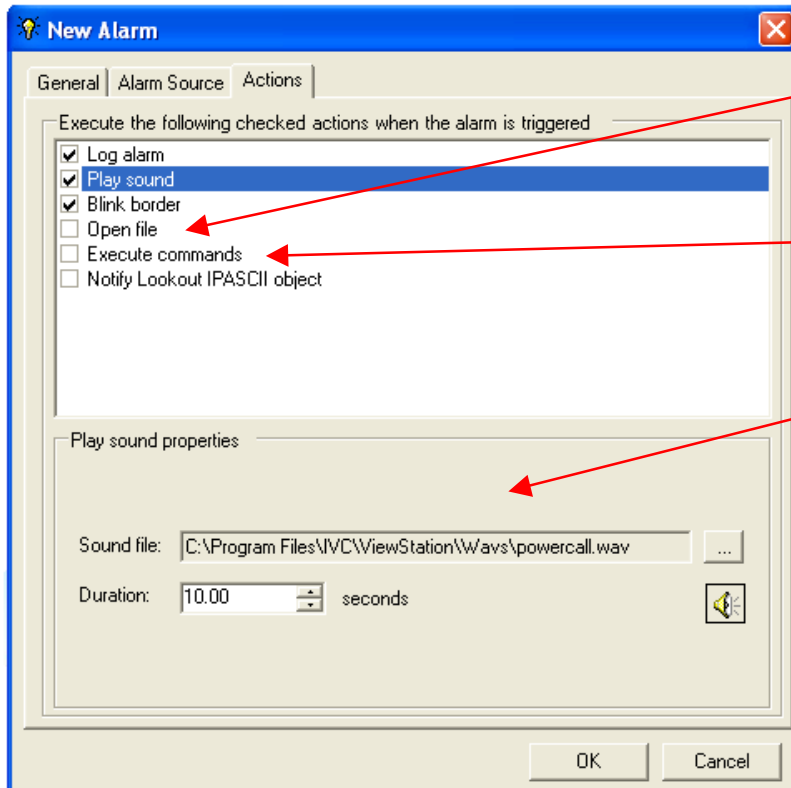 New Alarm
General Alarm Source Actions
Execute the following checked actions when the alarm is triggered
Log alarm
Play sound
Blink border
Open file
Execute commands
Notify Lookout IPASCII object
Play sound properties
Sound file: C:\Program Files\IVC\ViewStation\Wavs\powercall.wav ...
Duration: 10.00 seconds
OK Cancel